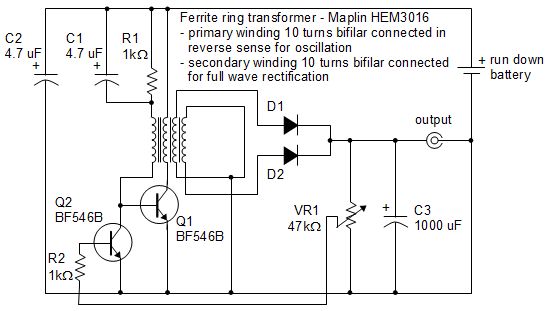 Ferrite ring transformer - Maplin HEM3016
- primary winding 10 turns bifilar connected in
reverse sense for oscillation
- secondary winding 10 turns bifilar connected
for full wave rectification
C2
4.7 uF
+
C1
4.7 uF
+
R1
1kΩ
+ run down
battery
D1
output
D2
Q2
BF546B
Q1
BF546B
VR1
47kΩ
+
C3
1000 uF
R2
1kΩ